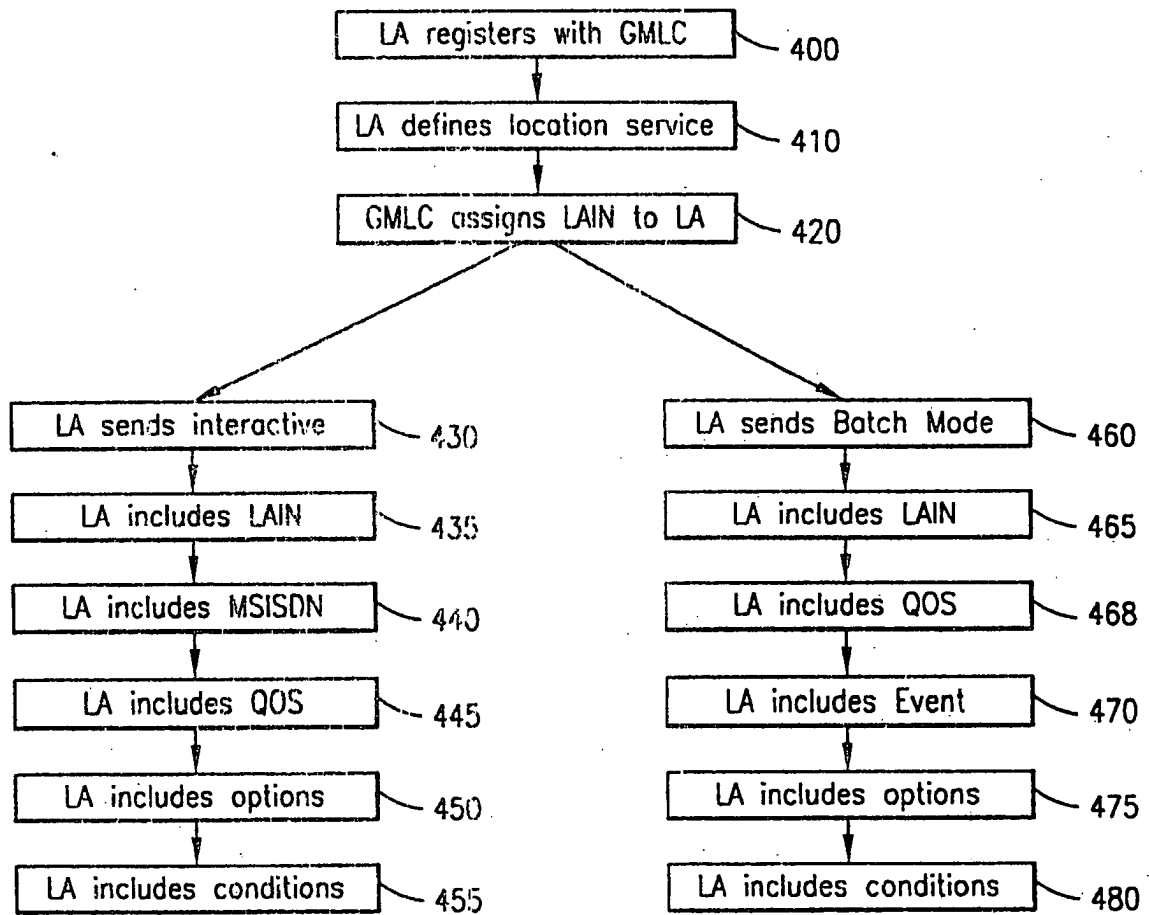 LA registers with GMLC
400
LA defines location service
410
GMLC assigns LAIN to LA
420
LA sends interactive
430
LA includes LAIN
435
LA includes MSISDN
440
LA includes QOS
445
LA includes options
450
LA includes conditions
455
LA sends Batch Mode
460
LA includes LAIN
465
LA includes QOS
468
LA includes Event
470
LA includes options
475
LA includes conditions
480